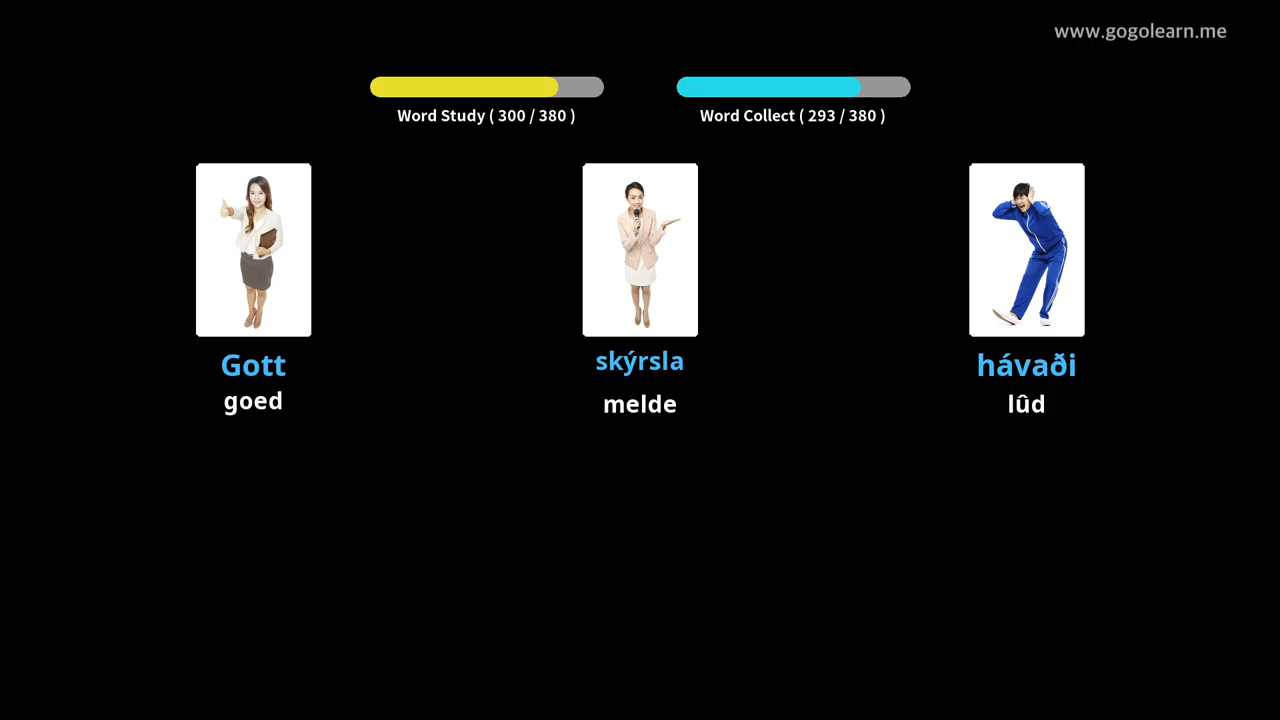 www.gogolearn.me
Word Study ( 300 / 380 )
Word Collect ( 293 / 380 )
Gott
skýrsla
hávaði
goed
melde
lûd